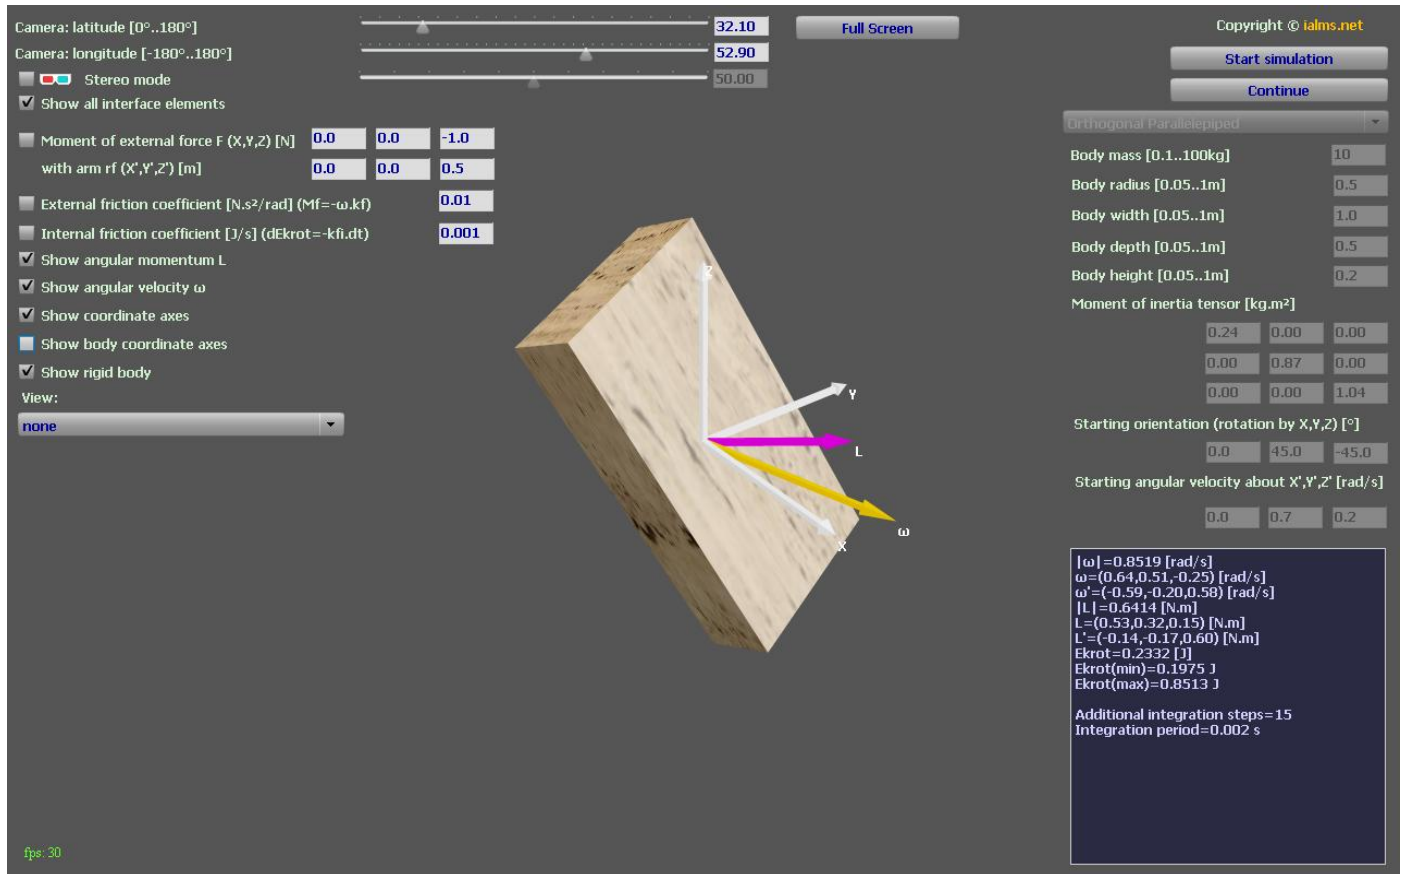 Camera: latitude [0°..180°] 32.10
Full Screen
Copyright © ialms.net
Camera: longitude [-180°..180°] 52.90
Start simulation
Stereo mode 50.00
Continue
Show all interface elements
Orthogonal Parallelepiped
Moment of external force F (X,Y,Z) [N] 0.0 0.0 -1.0
with arm rf (X',Y',Z') [m] 0.0 0.0 0.5
External friction coefficient [N.s²/rad] (Mf=-ω.kf) 0.01
Internal friction coefficient [J/s] (dEkrot=-kfi.dt) 0.001
Show angular momentum L
Show angular velocity ω
Show coordinate axes
Show body coordinate axes
Show rigid body
View:
none
Z
Y
L
ω
X
Body mass [0.1..100kg] 10
Body radius [0.05..1m] 0.5
Body width [0.05..1m] 1.0
Body depth [0.05..1m] 0.5
Body height [0.05..1m] 0.2
Moment of inertia tensor [kg.m²]
0.24 0.00 0.00
0.00 0.87 0.00
0.00 0.00 1.04
Starting orientation (rotation by X,Y,Z) [°]
0.0 45.0 -45.0
Starting angular velocity about X',Y',Z' [rad/s]
0.0 0.7 0.2
|ω|=0.8519 [rad/s]
ω=(0.64,0.51,-0.25) [rad/s]
ω'=(-0.59,-0.20,0.58) [rad/s]
|L|=0.6414 [N.m]
L=(0.53,0.32,0.15) [N.m]
L'=(-0.14,-0.17,0.60) [N.m]
Ekrot=0.2332 [J]
Ekrot(min)=0.1975 J
Ekrot(max)=0.8513 J
Additional integration steps=15
Integration period=0.002 s
fps: 30